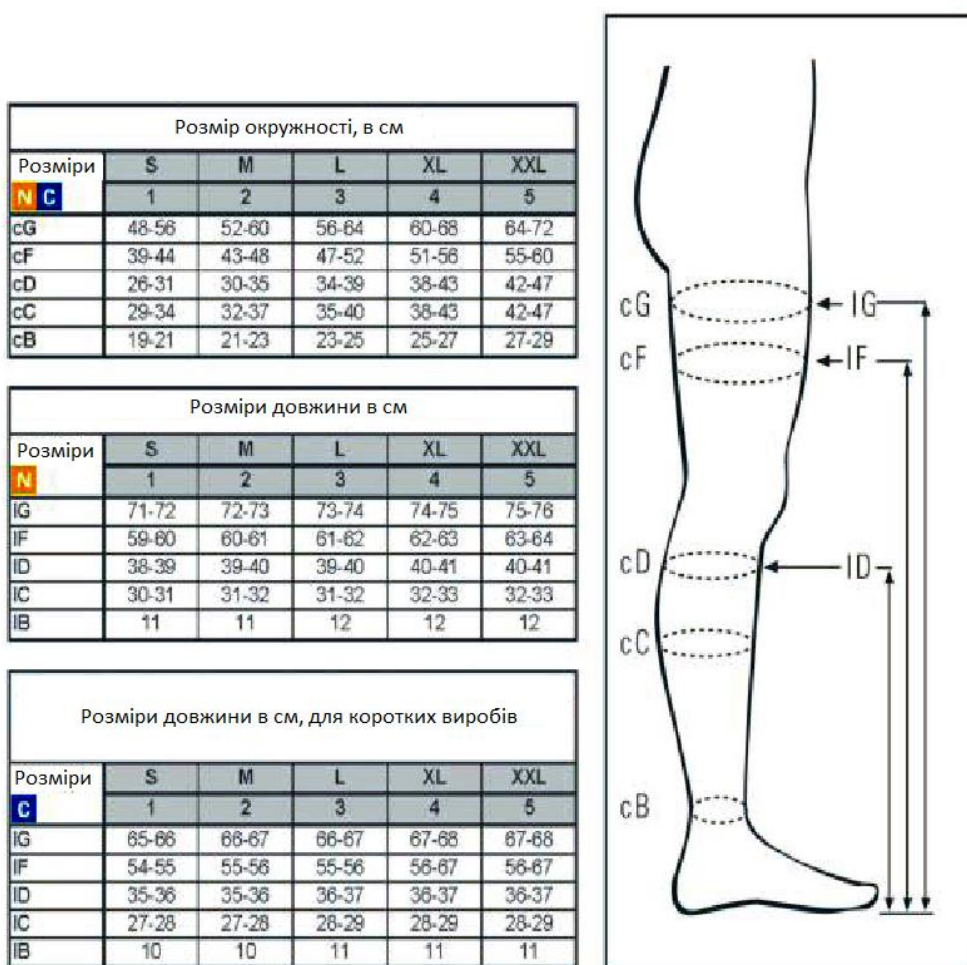 Розмір окружності, в см
Розміри S M L XL XXL
N C 1 2 3 4 5
cG 48-56 52-60 56-64 60-68 64-72
cF 39-44 43-48 47-52 51-56 55-60
cD 26-31 30-35 34-39 38-43 42-47
cC 29-34 32-37 35-40 38-43 42-47
cB 19-21 21-23 23-25 25-27 27-29
Розміри довжини в см
Розміри S M L XL XXL
N 1 2 3 4 5
lG 71-72 72-73 73-74 74-75 75-76
lF 59-60 60-61 61-62 62-63 63-64
lD 38-39 39-40 39-40 40-41 40-41
lC 30-31 31-32 31-32 32-33 32-33
lB 11 11 12 12 12
Розміри довжини в см, для коротких виробів
Розміри S M L XL XXL
C 1 2 3 4 5
lG 65-66 66-67 66-67 67-68 67-68
lF 54-55 55-56 55-56 56-67 56-67
lD 35-36 35-36 36-37 36-37 36-37
lC 27-28 27-28 28-29 28-29 28-29
lB 10 10 11 11 11
cG lG
cF lF
cD lD
cC
cB